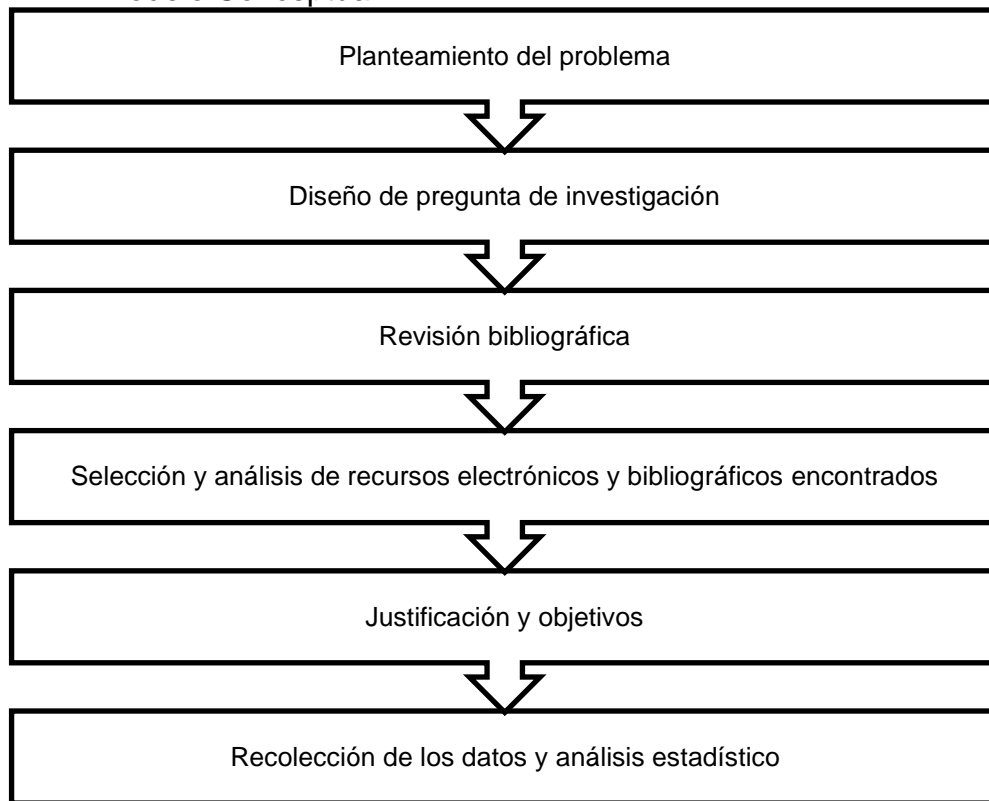 Planteamiento del problema
Diseño de pregunta de investigación
Revisión bibliográfica
Selección y análisis de recursos electrónicos y bibliográficos encontrados
Justificación y objetivos
Recolección de los datos y análisis estadístico